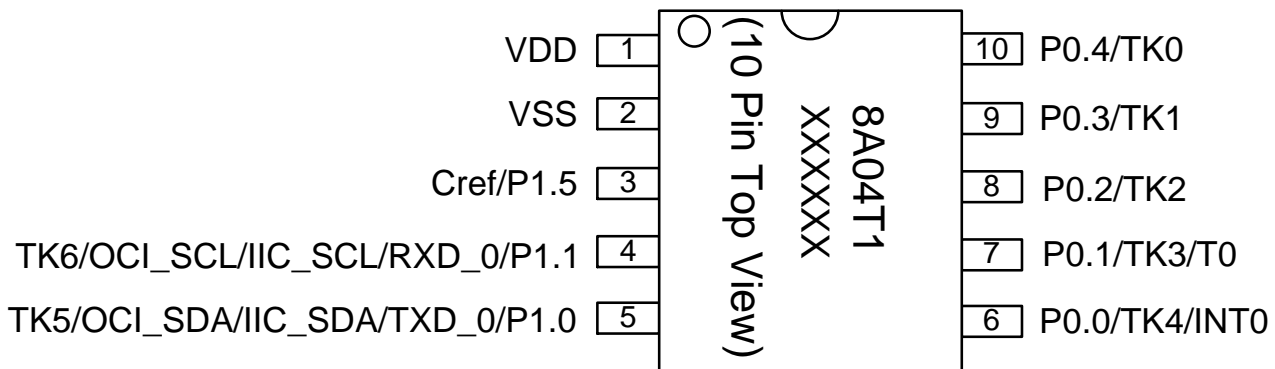 VDD 1
VSS 2
Cref/P1.5 3
TK6/OCI_SCL/IIC_SCL/RXD_0/P1.1 4
TK5/OCI_SDA/IIC_SDA/TXD_0/P1.0 5
(10 Pin Top View)
XXXXXX
8A04T1
10 P0.4/TK0
9 P0.3/TK1
8 P0.2/TK2
7 P0.1/TK3/T0
6 P0.0/TK4/INT0